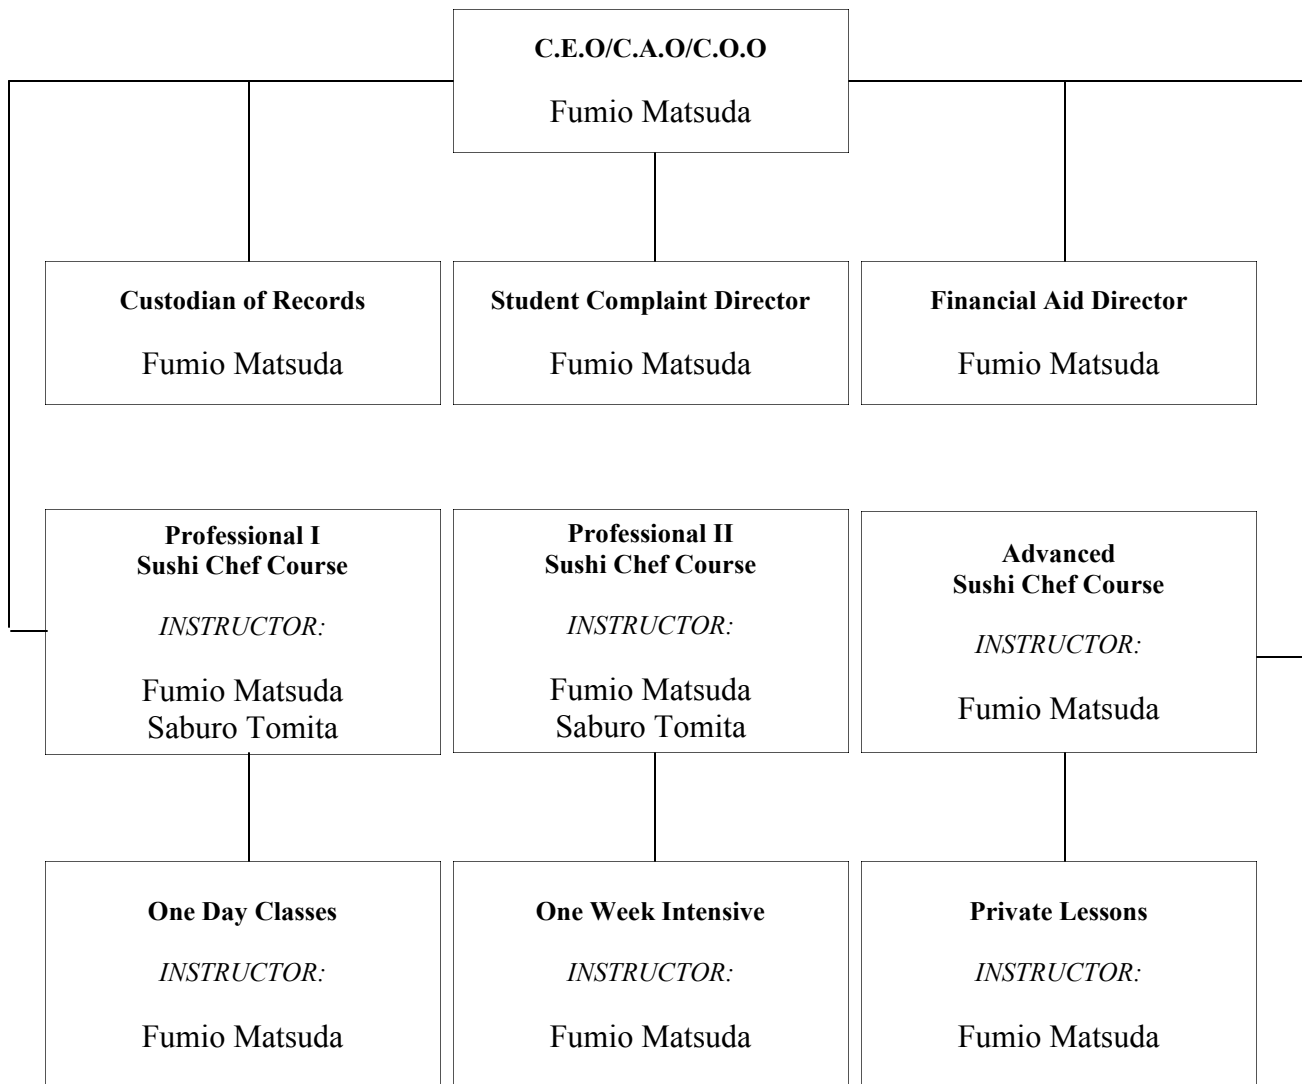 C.E.O/C.A.O/C.O.O
Fumio Matsuda
Custodian of Records
Fumio Matsuda
Student Complaint Director
Fumio Matsuda
Financial Aid Director
Fumio Matsuda
Professional I
Sushi Chef Course
INSTRUCTOR:
Fumio Matsuda
Saburo Tomita
Professional II
Sushi Chef Course
INSTRUCTOR:
Fumio Matsuda
Saburo Tomita
Advanced
Sushi Chef Course
INSTRUCTOR:
Fumio Matsuda
One Day Classes
INSTRUCTOR:
Fumio Matsuda
One Week Intensive
INSTRUCTOR:
Fumio Matsuda
Private Lessons
INSTRUCTOR:
Fumio Matsuda